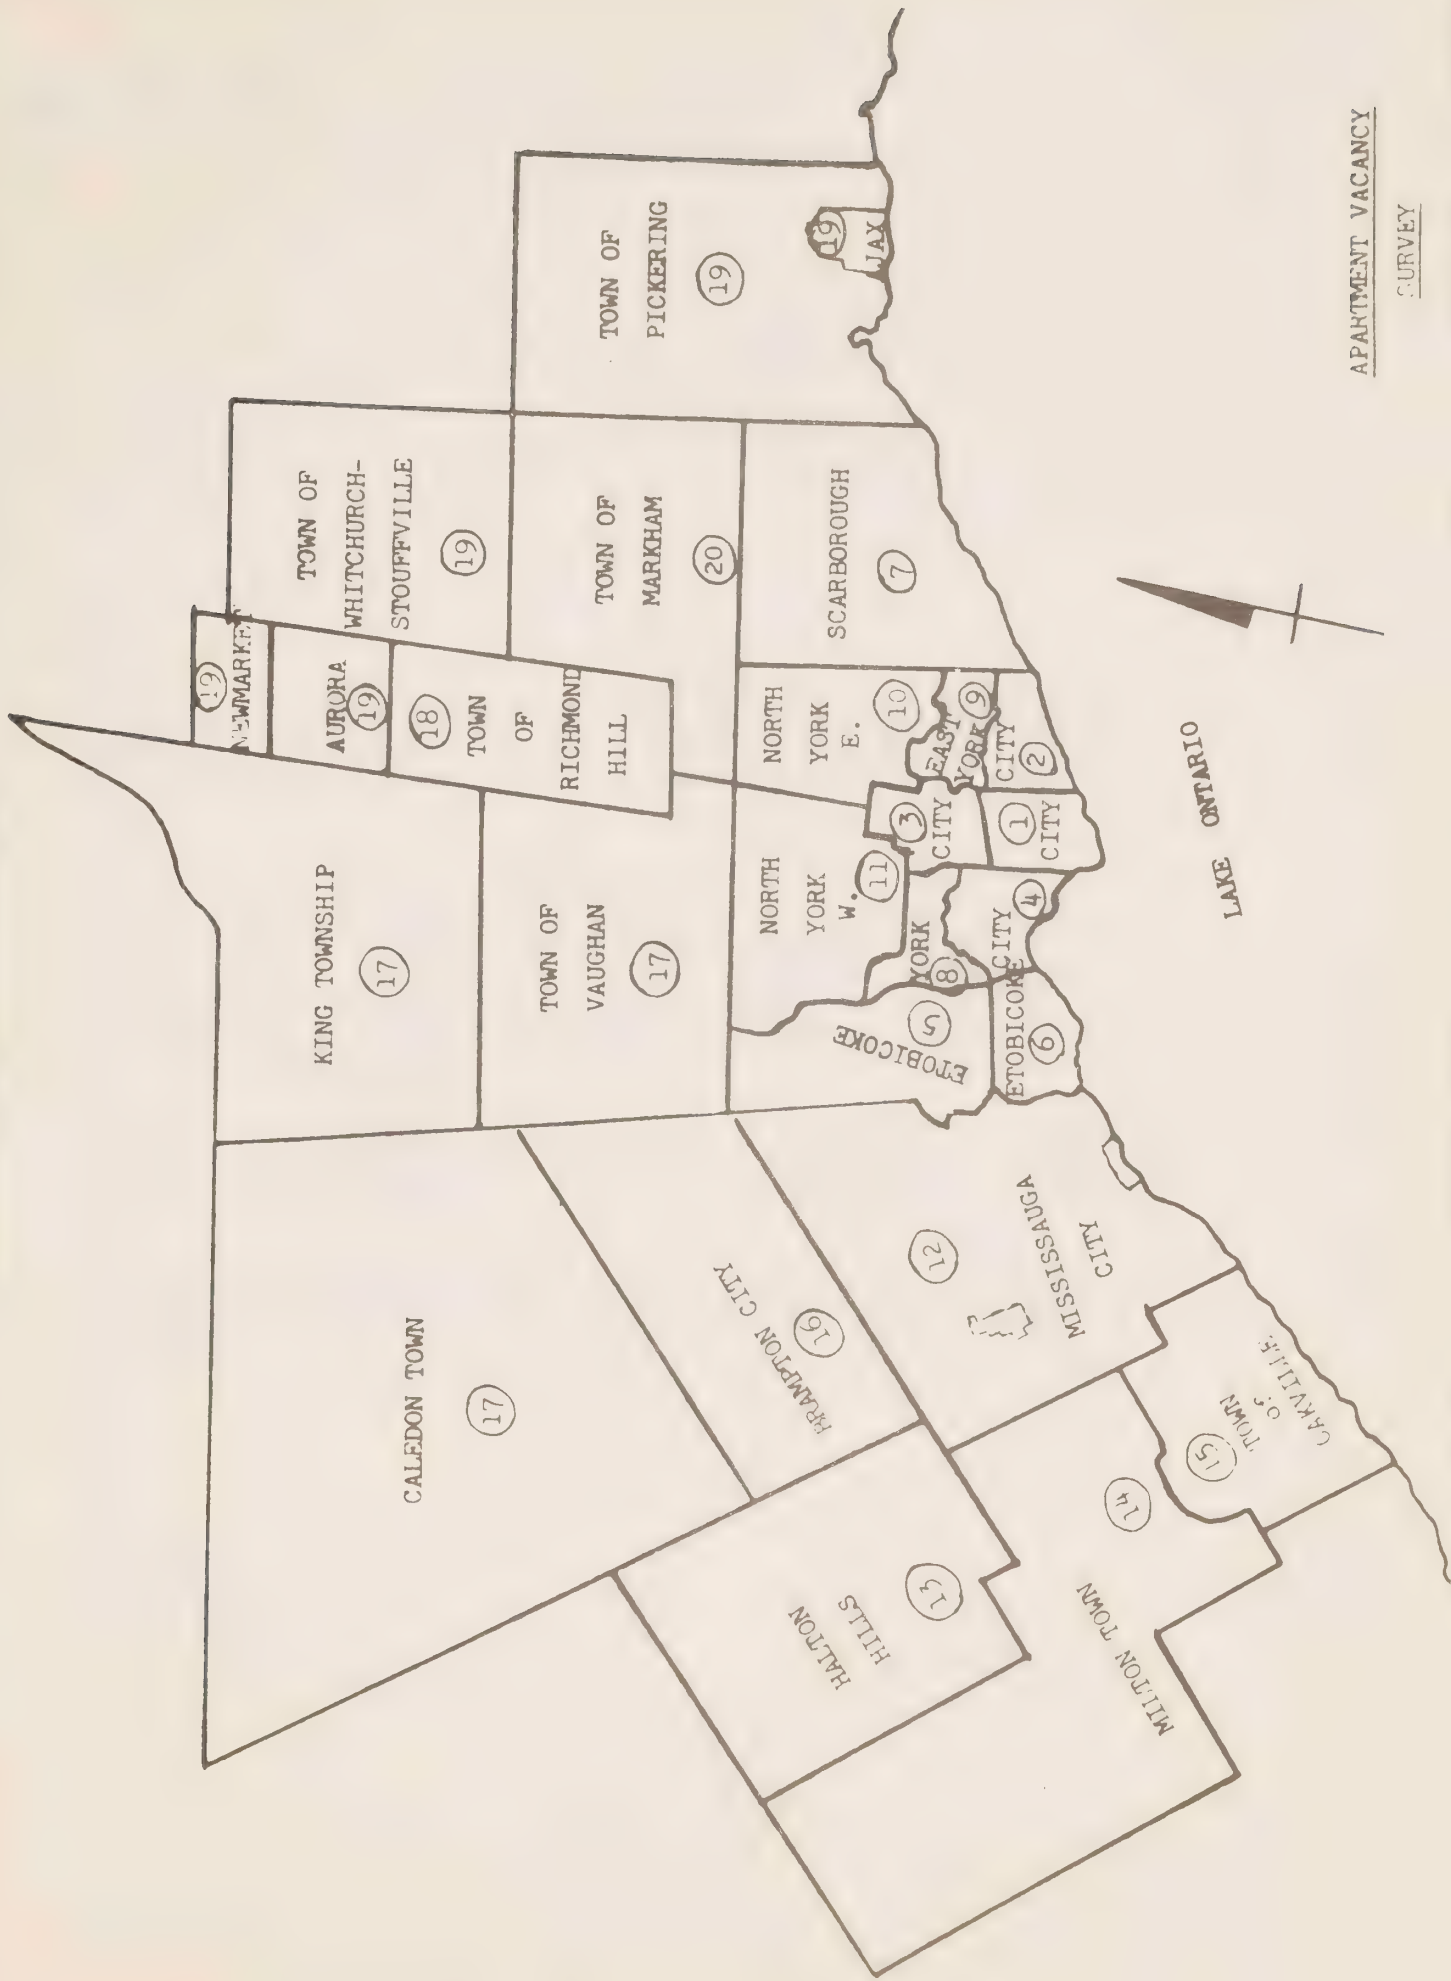 CALEDON TOWN
17
KING TOWNSHIP
17
19
NEWMARKET
AURORA
19
18
TOWN
OF
RICHMOND
HILL
TOWN OF
WHITCHURCH-
STOUFFVILLE
19
TOWN OF
VAUGHAN
17
TOWN OF
MARKHAM
20
TOWN OF
PICKERING
19
19
JAX
BRAMPTON CITY
16
HALTON
HILLS
13
MILTON TOWN
14
12
MISSISSAUGA
CITY
15
TOWN
OF
OAKVILLE
ETOBICOKE
5
ETOBICOKE
6
NORTH
YORK
W.
11
NORTH
YORK
E.
10
YORK
8
CITY
4
3
CITY
1
CITY
EAST
YORK
9
CITY
2
SCARBOROUGH
7
LAKE ONTARIO
APARTMENT VACANCY
SURVEY